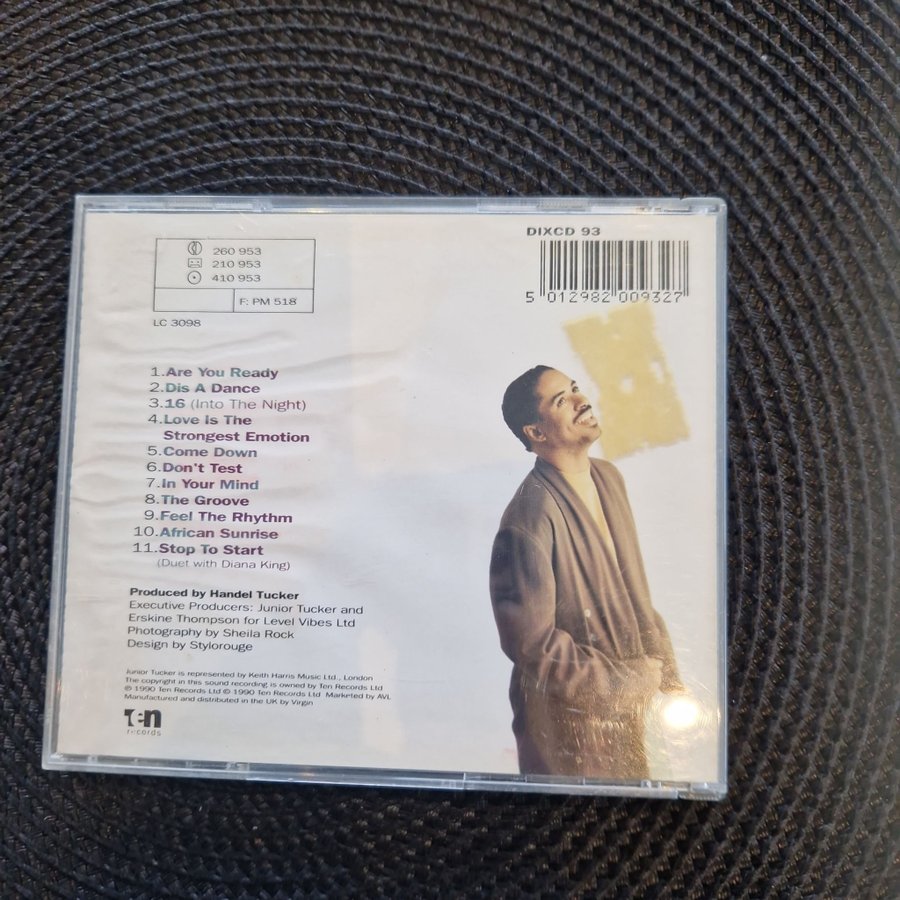 260 953
210 953
410 953
F: PM 518
LC 3098
DIXCD 93
5 012982 009327
1.Are You Ready
2.Dis A Dance
3.16 (Into The Night)
4.Love Is The
Strongest Emotion
5.Come Down
6.Don't Test
7.In Your Mind
8.The Groove
9.Feel The Rhythm
10.African Sunrise
11.Stop To Start
(Duet with Diana King)
Produced by Handel Tucker
Executive Producers: Junior Tucker and
Erskine Thompson for Level Vibes Ltd
Photography by Sheila Rock
Design by Stylorouge
Junior Tucker is represented by Keith Harris Music Ltd., London
The copyright in this sound recording is owned by Ten Records Ltd
℗ 1990 Ten Records Ltd © 1990 Ten Records Ltd Marketed by AVL
Manufactured and distributed in the UK by Virgin
Ten
records